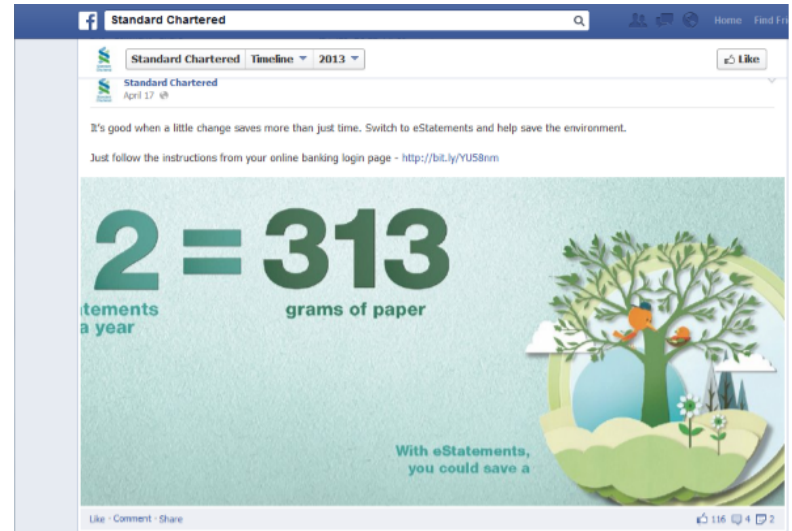 Standard Chartered
Home Find Fri
Standard Chartered Timeline 2013
Like
Standard Chartered
April 17
It's good when a little change saves more than just time. Switch to eStatements and help save the environment.
Just follow the instructions from your online banking login page - http://bit.ly/YU58nm
2 = 313
tements
a year
grams of paper
With eStatements,
you could save a
Like · Comment · Share
116 4 2